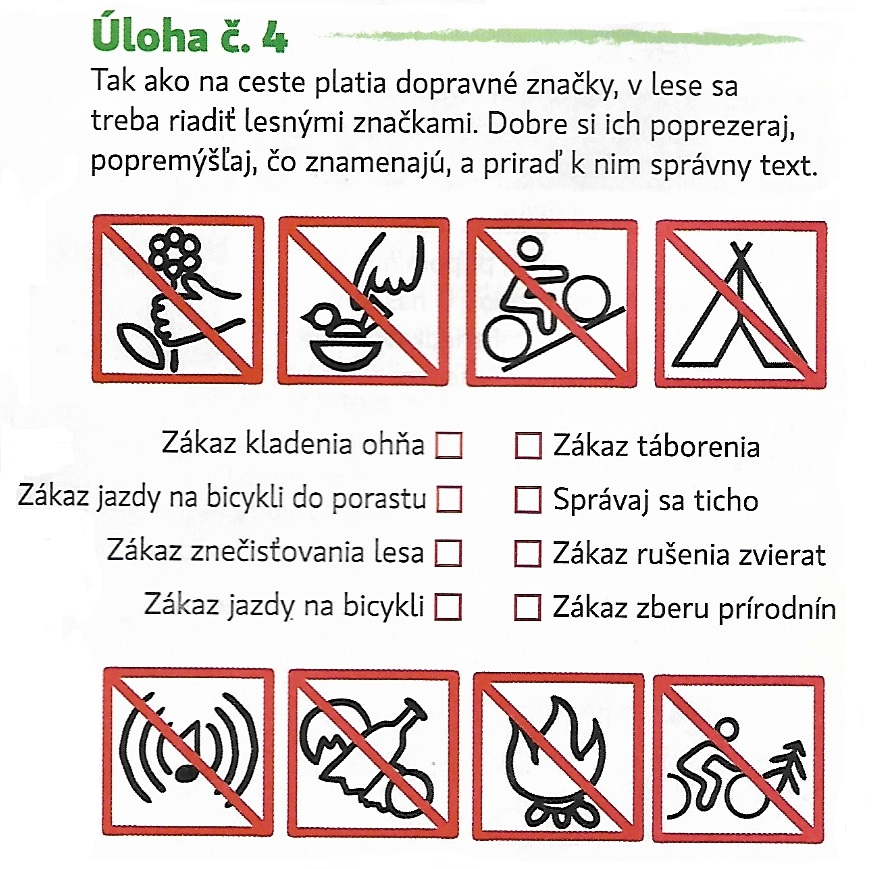 Úloha č. 4
Tak ako na ceste platia dopravné značky, v lese sa
treba riadiť lesnými značkami. Dobre si ich poprezeraj,
popremýšľaj, čo znamenajú, a priraď k nim správny text.
Zákaz kladenia ohňa
Zákaz jazdy na bicykli do porastu
Zákaz znečisťovania lesa
Zákaz jazdy na bicykli
Zákaz táborenia
Správaj sa ticho
Zákaz rušenia zvierat
Zákaz zberu prírodnín